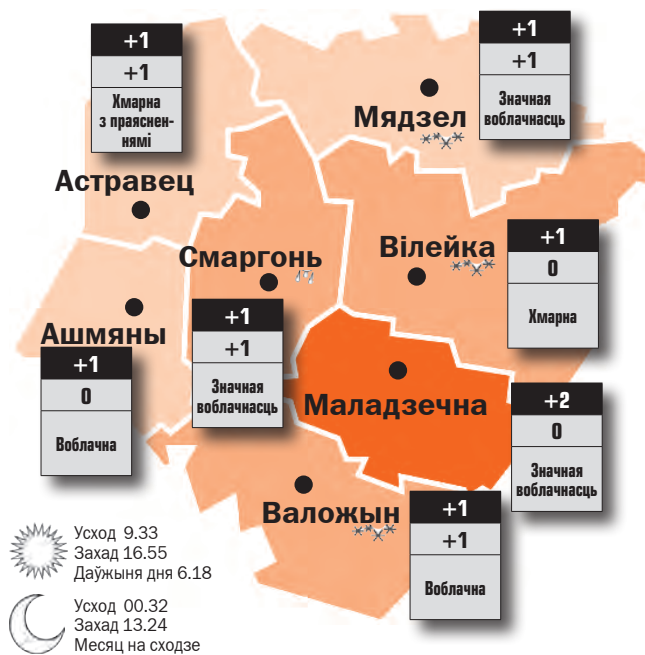 +1
+1
Хмарна
з праяснен-
нямі
+1
+1
Значная
воблачнасць
Мядзел
Астравец
Смаргонь
Вілейка
+1
0
Хмарна
Ашмяны
+1
0
Воблачна
+1
+1
Значная
воблачнасць
Маладзечна
+2
0
Значная
воблачнасць
Валожын
+1
+1
Воблачна
Усход 9.33
Захад 16.55
Даўжыня дня 6.18
Усход 00.32
Захад 13.24
Месяц на сходзе